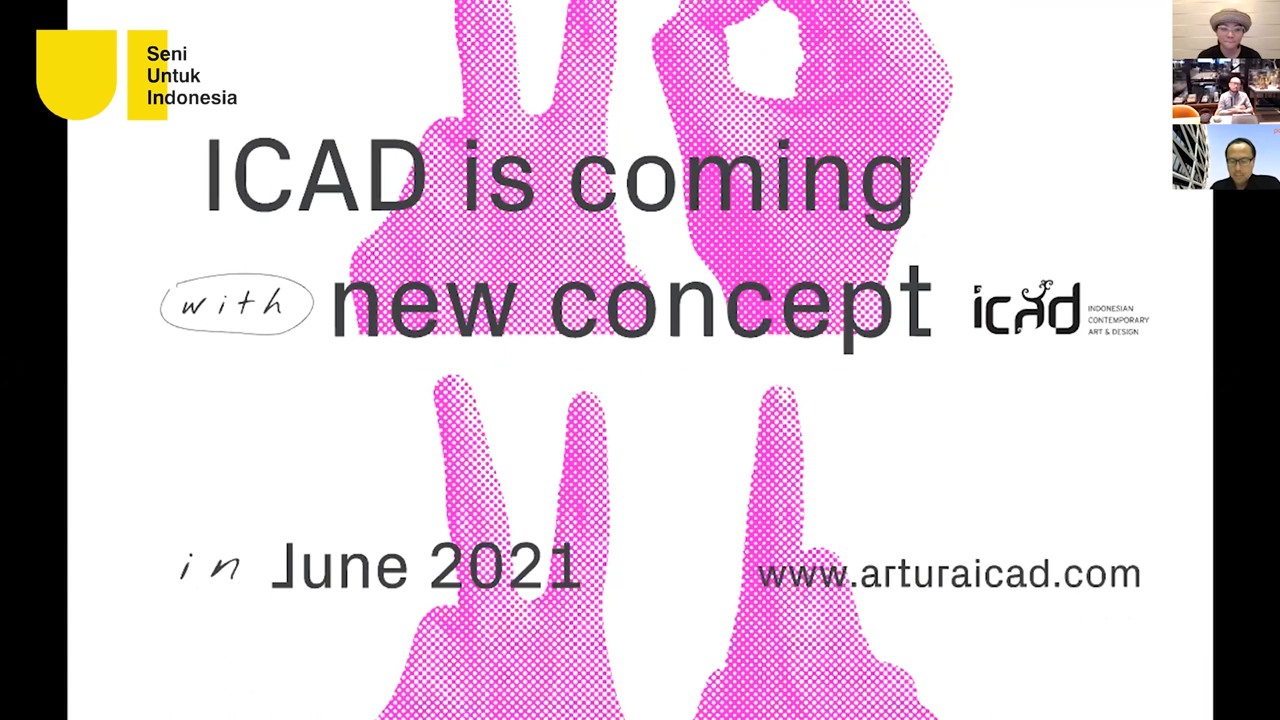 Seni
Untuk
Indonesia
ICAD is coming
with new concept
icad
INDONESIAN
CONTEMPORARY
ART & DESIGN
in June 2021
www.arturaicad.com